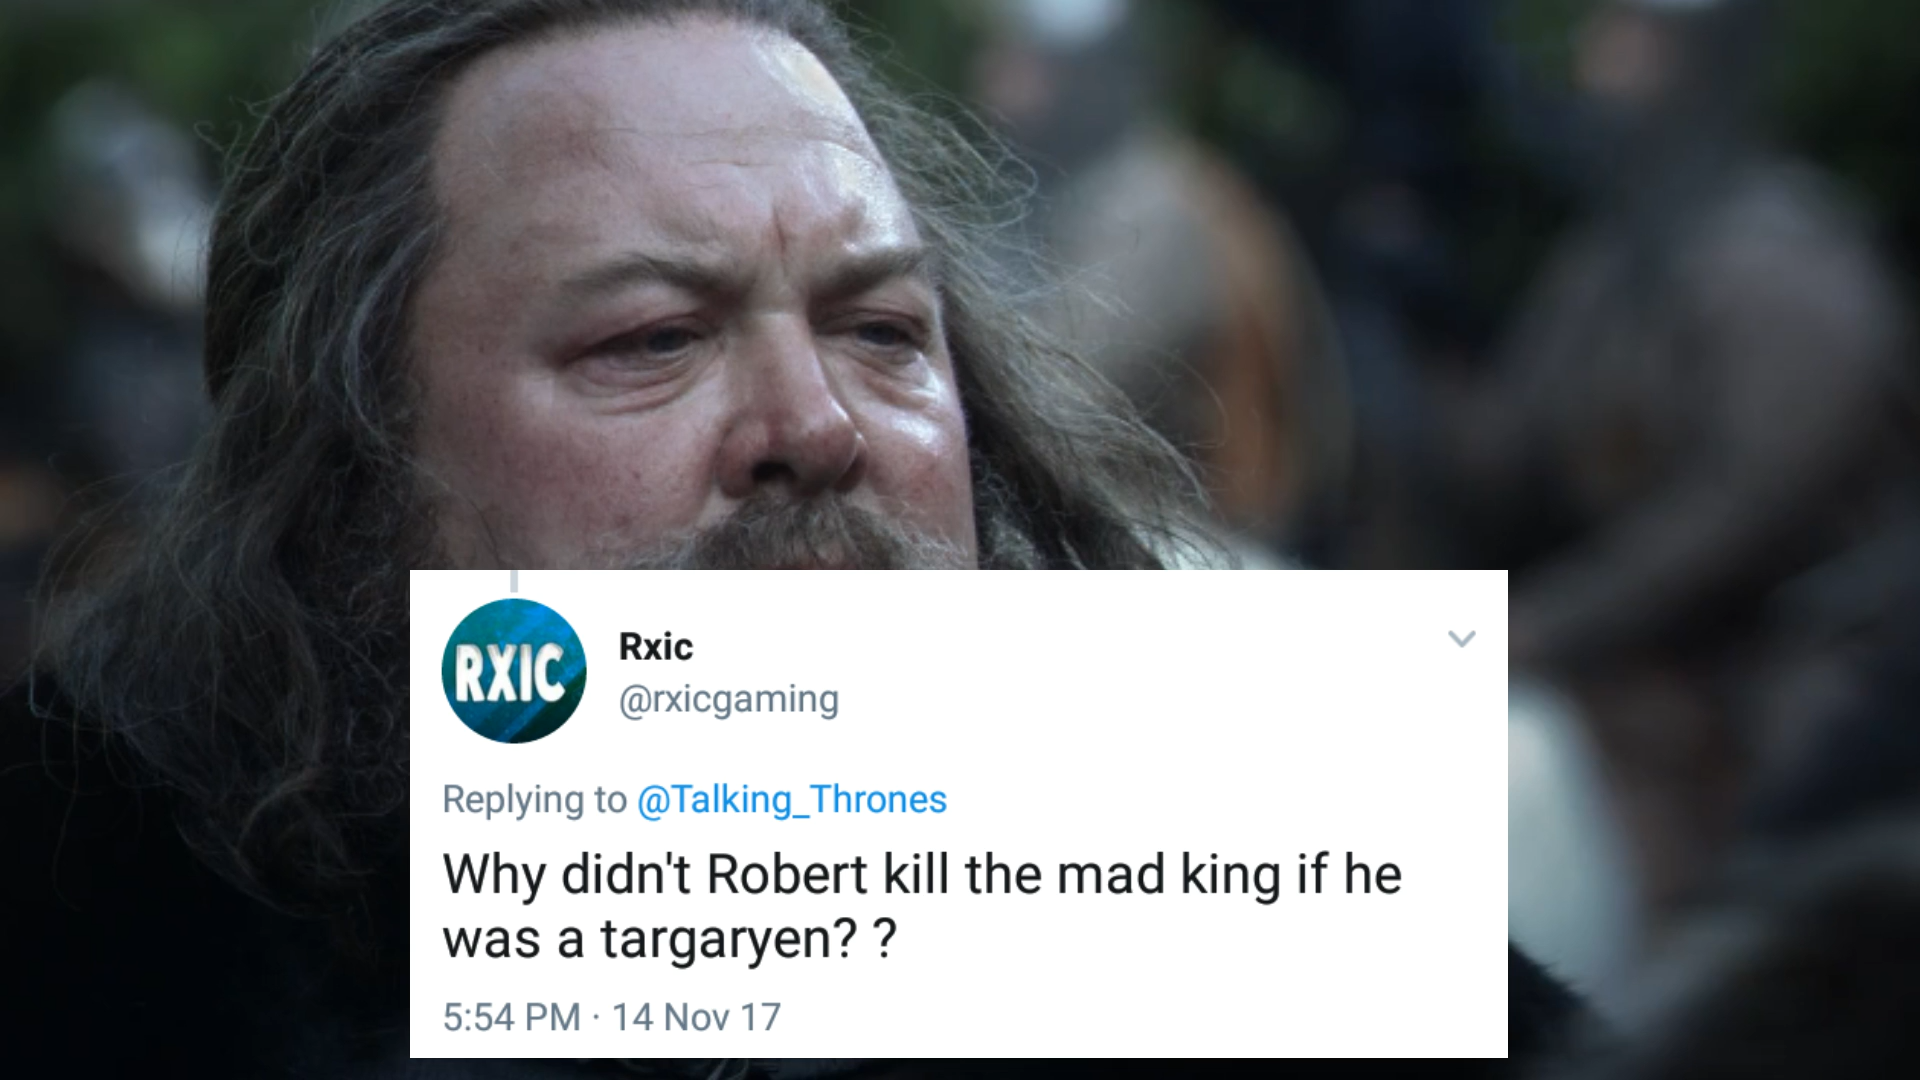 RXIC
Rxic
@rxicgaming
Replying to @Talking_Thrones
Why didn't Robert kill the mad king if he
was a targaryen? ?
5:54 PM · 14 Nov 17